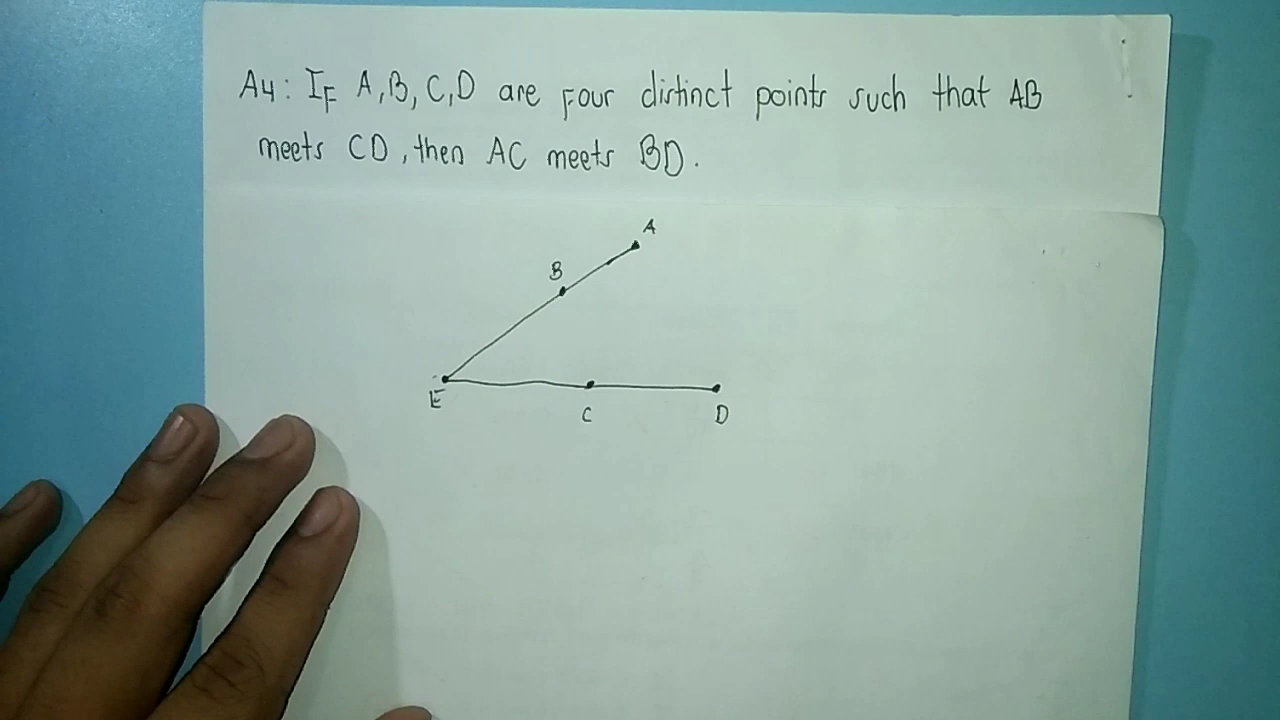 A4: IF A,B, C,D are Four distinct points such that AB
meets CD, then AC meets BD.
A
B
E
C
D